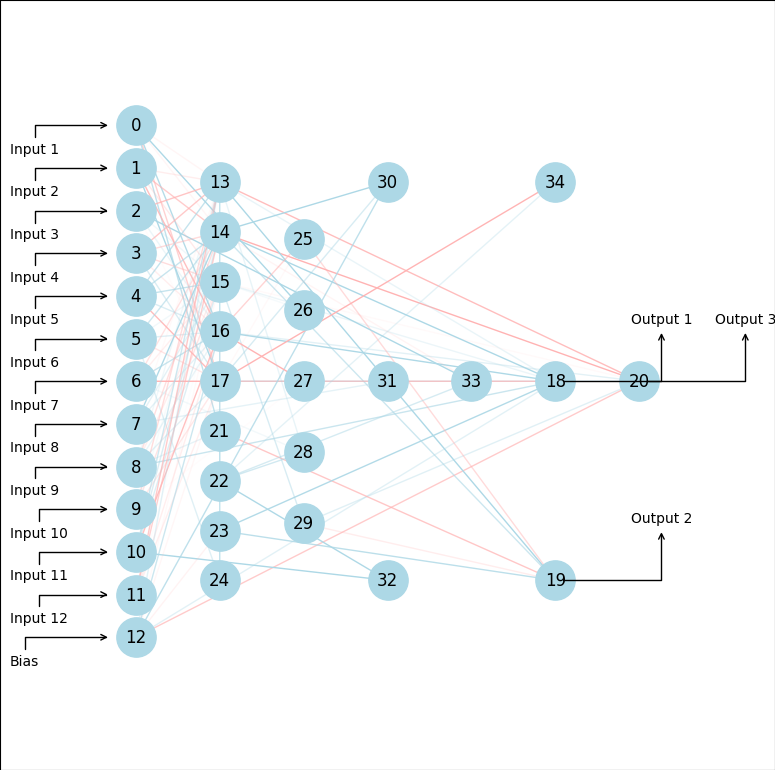 0
Input 1
1
Input 2
13
30
34
2
Input 3
14
25
3
Input 4
15
4
26
Input 5
Output 1
Output 3
16
5
Input 6
6
17
27
31
33
18
20
Input 7
7
21
Input 8
28
8
22
Input 9
9
Output 2
29
Input 10
23
10
Input 11
24
32
19
11
Input 12
12
Bias